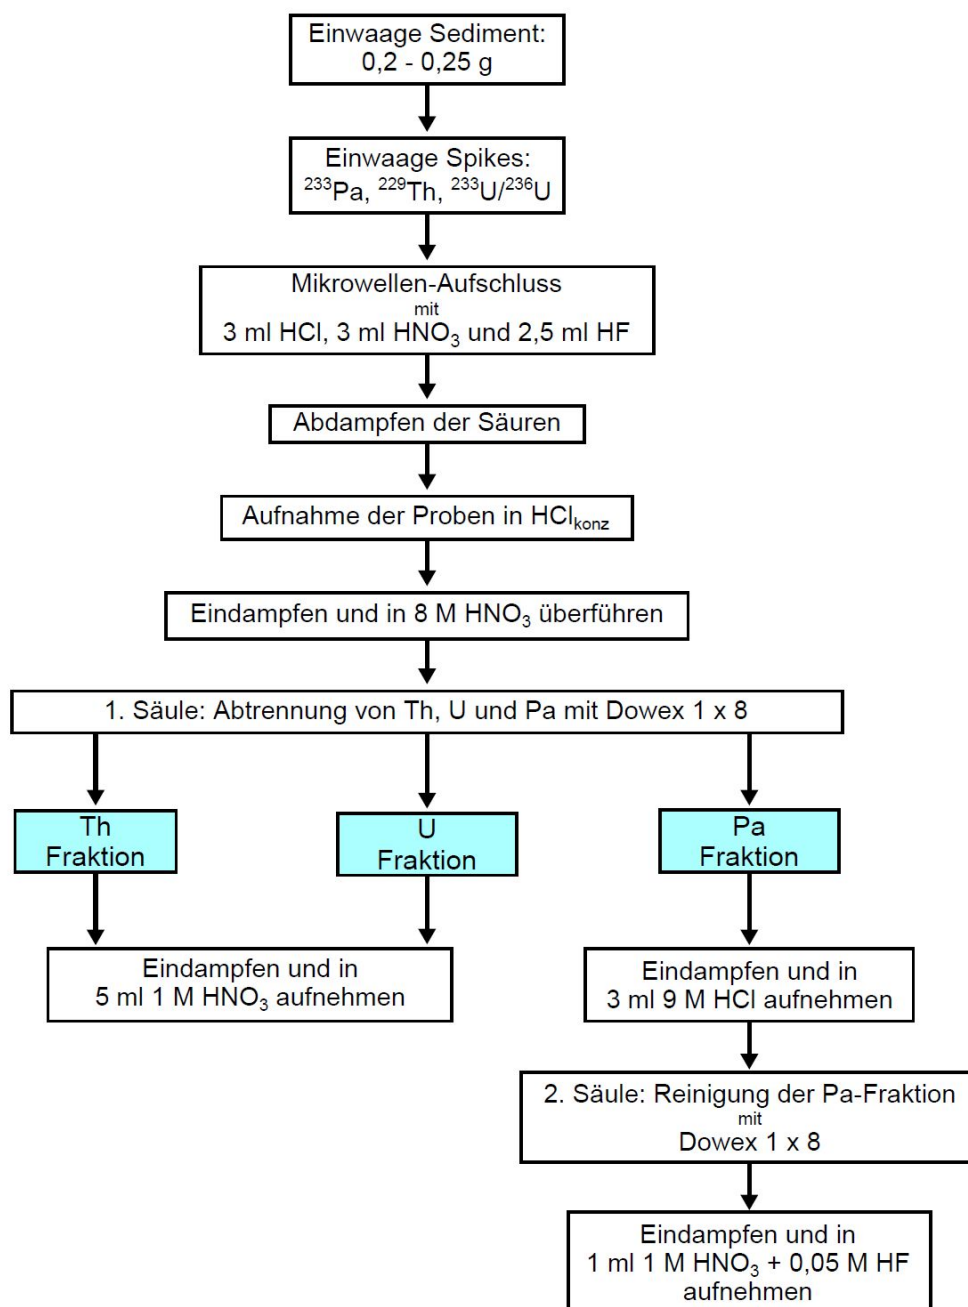 Einwaage Sediment:
0,2 - 0,25 g
Einwaage Spikes:
²³³Pa, ²²⁹Th, ²³³U/²³⁶U
Mikrowellen-Aufschluss
mit
3 ml HCl, 3 ml HNO₃ und 2,5 ml HF
Abdampfen der Säuren
Aufnahme der Proben in HClₖₒₙz
Eindampfen und in 8 M HNO₃ überführen
1. Säule: Abtrennung von Th, U und Pa mit Dowex 1 x 8
Th
Fraktion
U
Fraktion
Pa
Fraktion
Eindampfen und in
5 ml 1 M HNO₃ aufnehmen
Eindampfen und in
3 ml 9 M HCl aufnehmen
2. Säule: Reinigung der Pa-Fraktion
mit
Dowex 1 x 8
Eindampfen und in
1 ml 1 M HNO₃ + 0,05 M HF
aufnehmen